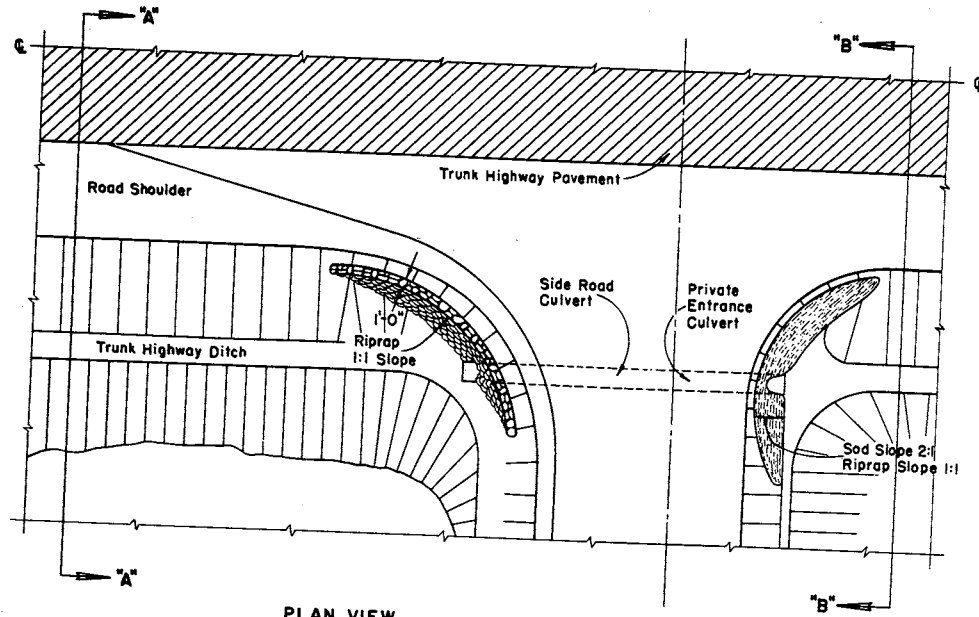 "A"
"B"
℄
℄
Trunk Highway Pavement
Road Shoulder
Side Road
Culvert
Private
Entrance
Culvert
1'-0"
Riprap
1:1 Slope
Trunk Highway Ditch
Sod Slope 2:1
Riprap Slope 1:1
"A"
"B"
PLAN VIEW